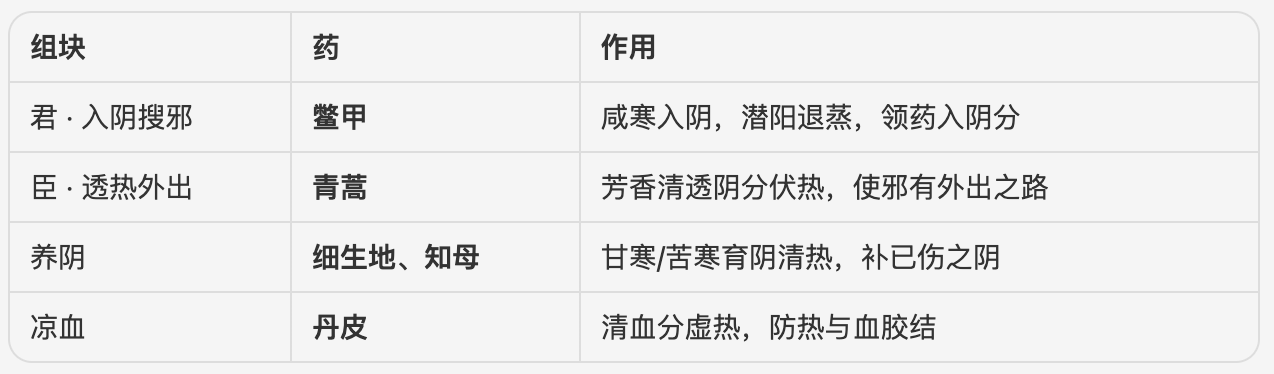 组块 药 作用
君 · 入阴搜邪 鳖甲 咸寒入阴，潜阳退蒸，领药入阴分
臣 · 透热外出 青蒿 芳香清透阴分伏热，使邪有外出之路
养阴 细生地、知母 甘寒/苦寒育阴清热，补已伤之阴
凉血 丹皮 清血分虚热，防热与血胶结